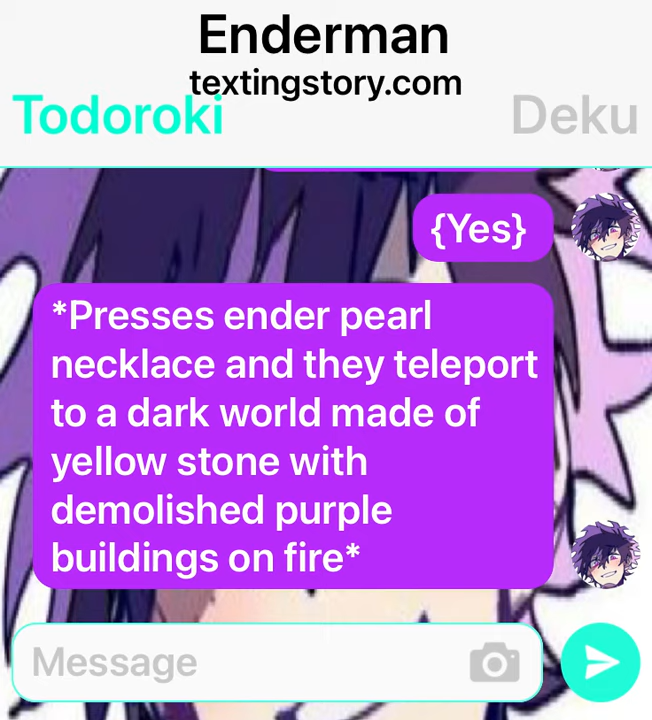 Enderman
textingstory.com
Todoroki
Deku
{Yes}
*Presses ender pearl
necklace and they teleport
to a dark world made of
yellow stone with
demolished purple
buildings on fire*
Message